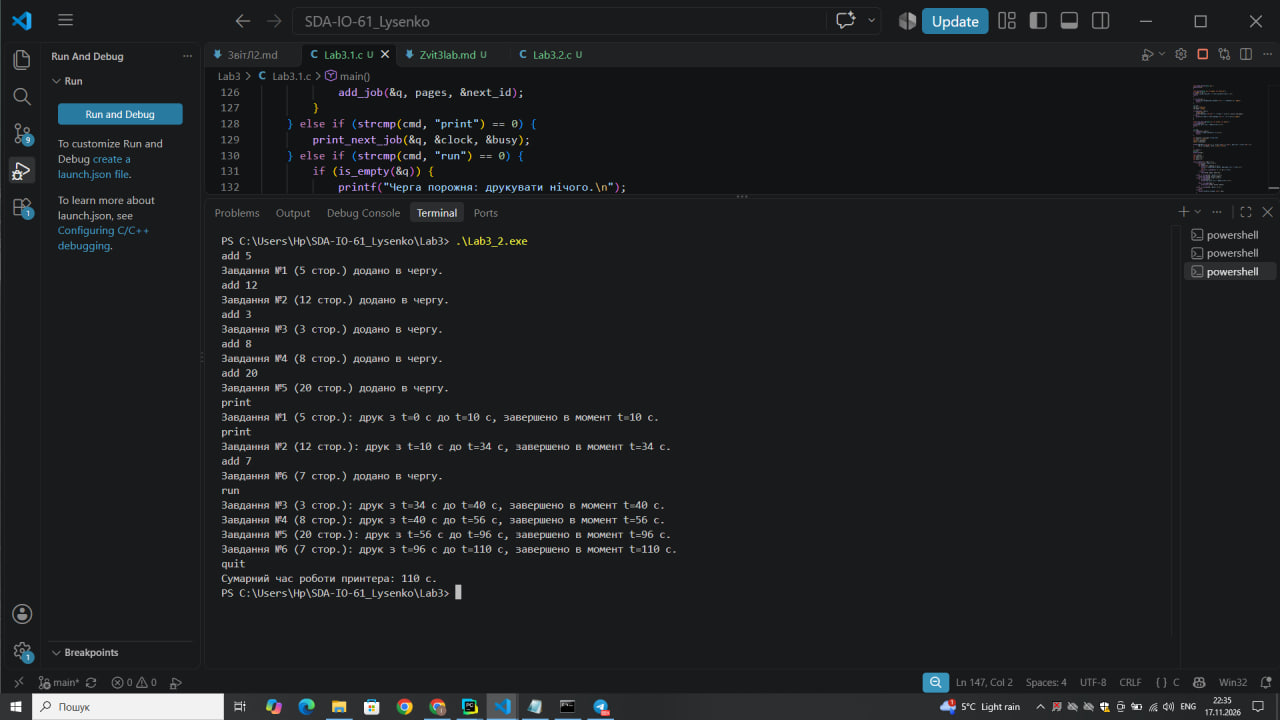 SDA-IO-61_Lysenko
Update
Run And Debug
ЗвітЛ2.md
Lab3.1.c U
Zvit3lab.md U
Lab3.2.c U
Run
Lab3 > C Lab3.1.c > main()
Run and Debug
To customize Run and
Debug create a
launch.json file.
To learn more about
launch.json, see
Configuring C/C++
debugging.
126 add_job(&q, pages, &next_id);
127 }
128 } else if (strcmp(cmd, "print") == 0) {
129 print_next_job(&q, &clock, &busy);
130 } else if (strcmp(cmd, "run") == 0) {
131 if (is_empty(&q)) {
132 printf("Черга порожня: друкувати нічого.\n");
Problems Output Debug Console Terminal Ports
powershell
powershell
powershell
PS C:\Users\Hp\SDA-IO-61_Lysenko\Lab3> .\Lab3_2.exe
add 5
Завдання №1 (5 стор.) додано в чергу.
add 12
Завдання №2 (12 стор.) додано в чергу.
add 3
Завдання №3 (3 стор.) додано в чергу.
add 8
Завдання №4 (8 стор.) додано в чергу.
add 20
Завдання №5 (20 стор.) додано в чергу.
print
Завдання №1 (5 стор.): друк з t=0 с до t=10 с, завершено в момент t=10 с.
print
Завдання №2 (12 стор.): друк з t=10 с до t=34 с, завершено в момент t=34 с.
add 7
Завдання №6 (7 стор.) додано в чергу.
run
Завдання №3 (3 стор.): друк з t=34 с до t=40 с, завершено в момент t=40 с.
Завдання №4 (8 стор.): друк з t=40 с до t=56 с, завершено в момент t=56 с.
Завдання №5 (20 стор.): друк з t=56 с до t=96 с, завершено в момент t=96 с.
Завдання №6 (7 стор.): друк з t=96 с до t=110 с, завершено в момент t=110 с.
quit
Сумарний час роботи принтера: 110 с.
PS C:\Users\Hp\SDA-IO-61_Lysenko\Lab3>
Breakpoints
main* 0 0
Ln 147, Col 2 Spaces: 4 UTF-8 CRLF {} C Win32
Пошук
5°C Light rain
ENG
22:35
17.11.2026